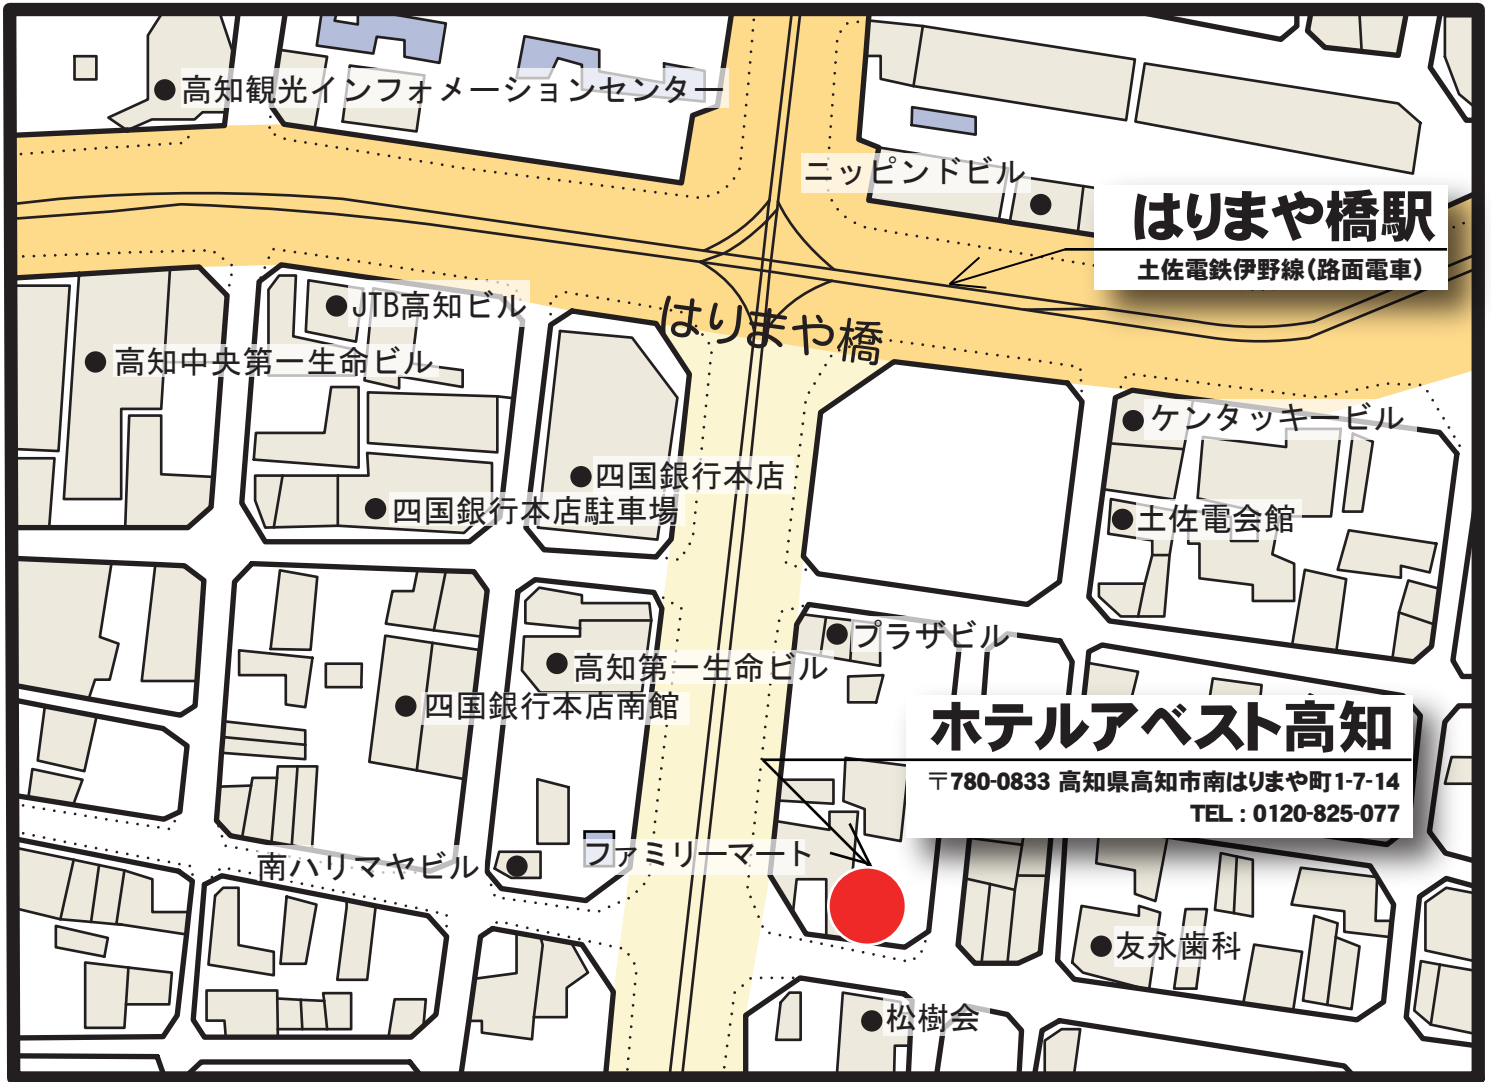 高知観光インフォメーションセンター
ニッピンドビル
はりまや橋駅
土佐電鉄伊野線(路面電車)
JTB高知ビル
はりまや橋
高知中央第一生命ビル
ケンタッキービル
四国銀行本店
四国銀行本店駐車場
土佐電会館
プラザビル
高知第一生命ビル
四国銀行本店南館
ホテルアベスト高知
〒780-0833 高知県高知市南はりまや町1-7-14
TEL : 0120-825-077
ファミリーマート
南ハリマヤビル
友永歯科
松樹会